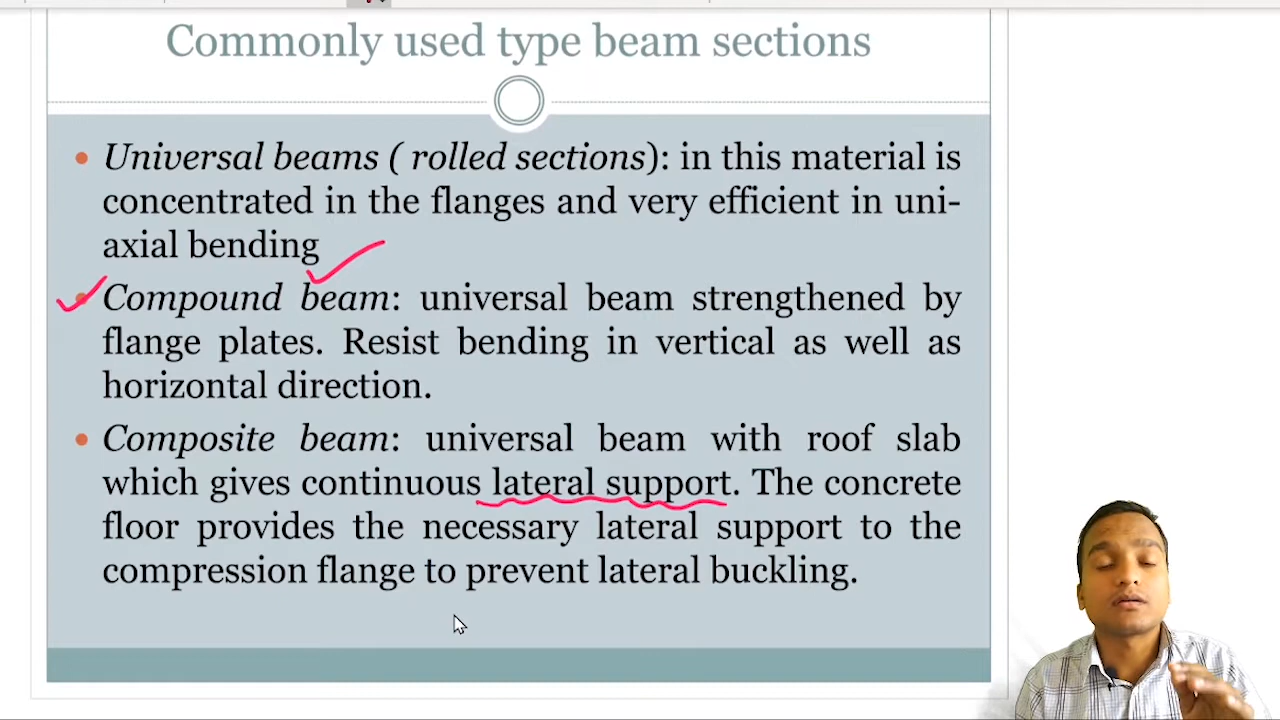 Commonly used type beam sections
• Universal beams ( rolled sections): in this material is
concentrated in the flanges and very efficient in uni-
axial bending
• Compound beam: universal beam strengthened by
flange plates. Resist bending in vertical as well as
horizontal direction.
• Composite beam: universal beam with roof slab
which gives continuous lateral support. The concrete
floor provides the necessary lateral support to the
compression flange to prevent lateral buckling.